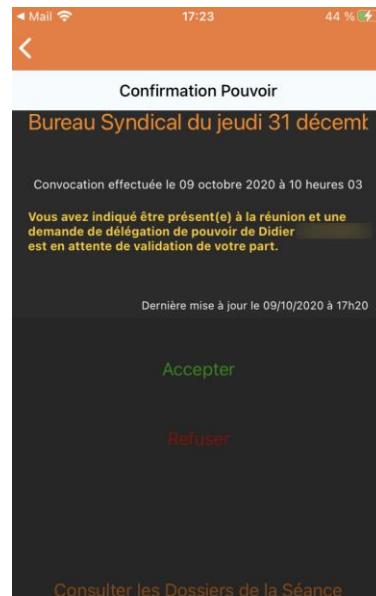 Mail 17:23 44 %
Confirmation Pouvoir
Bureau Syndical du jeudi 31 décemb
Convocation effectuée le 09 octobre 2020 à 10 heures 03
Vous avez indiqué être présent(e) à la réunion et une
demande de délégation de pouvoir de Didier
est en attente de validation de votre part.
Dernière mise à jour le 09/10/2020 à 17h20
Accepter
Refuser
Consulter les Dossiers de la Séance